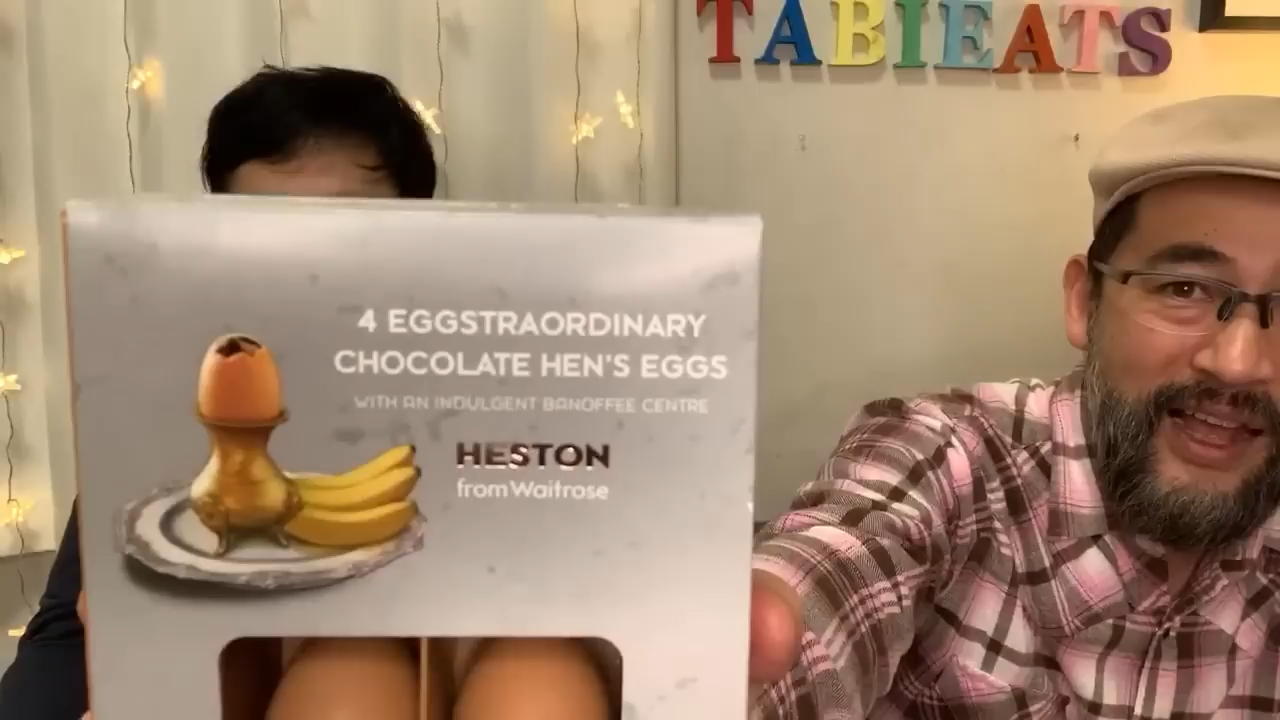 TABIEATS
4 EGGSTRAORDINARY
CHOCOLATE HEN'S EGGS
WITH AN INDULGENT BANOFFEE CENTRE
HESTON
from Waitrose